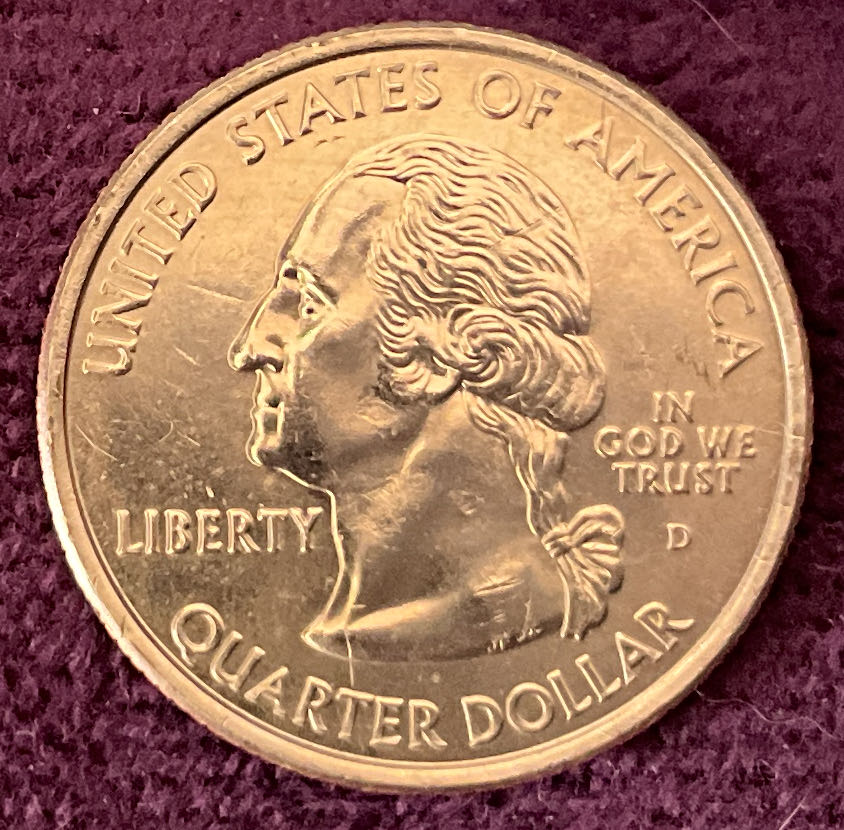 UNITED STATES OF AMERICA
LIBERTY
IN
GOD WE
TRUST
D
QUARTER DOLLAR